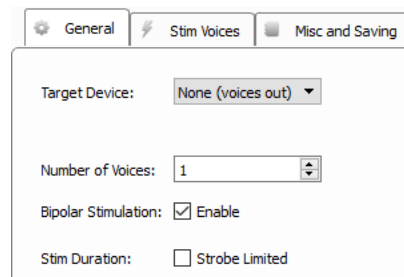 General Stim Voices Misc and Saving
Target Device: None (voices out)
Number of Voices: 1
Bipolar Stimulation: Enable
Stim Duration: Strobe Limited